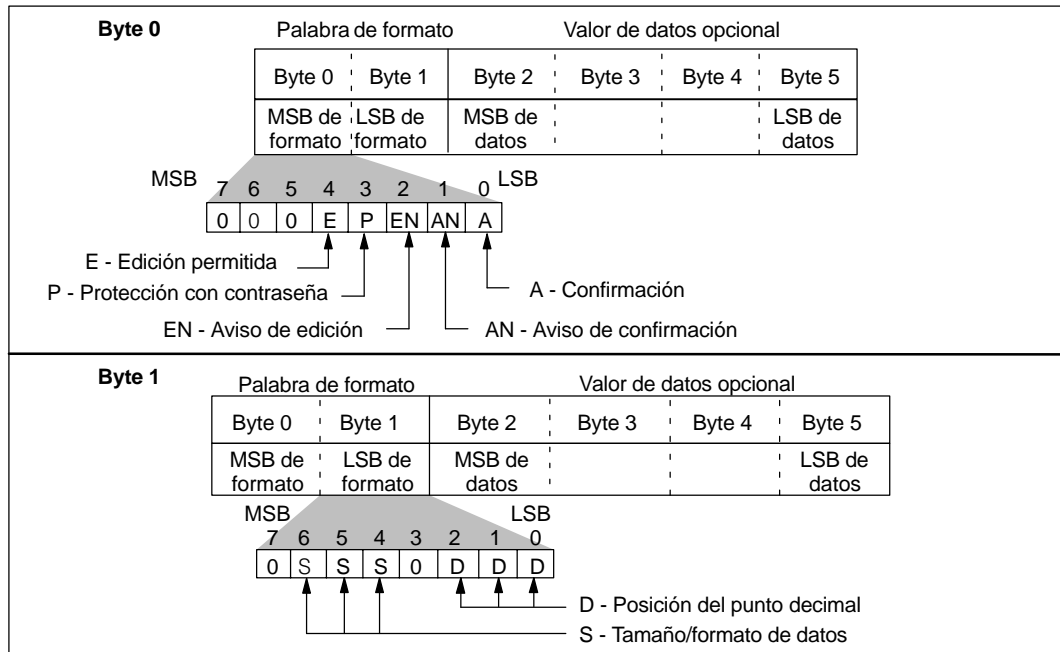 Byte 0
Palabra de formato Valor de datos opcional
Byte 0 Byte 1 Byte 2 Byte 3 Byte 4 Byte 5
MSB de formato LSB de formato MSB de datos LSB de datos
MSB 7 6 5 4 3 2 1 0 LSB
0 0 0 E P EN AN A
E - Edición permitida
P - Protección con contraseña A - Confirmación
EN - Aviso de edición AN - Aviso de confirmación
Byte 1
Palabra de formato Valor de datos opcional
Byte 0 Byte 1 Byte 2 Byte 3 Byte 4 Byte 5
MSB de formato LSB de formato MSB de datos LSB de datos
MSB LSB
7 6 5 4 3 2 1 0
0 S S S 0 D D D
D - Posición del punto decimal
S - Tamaño/formato de datos